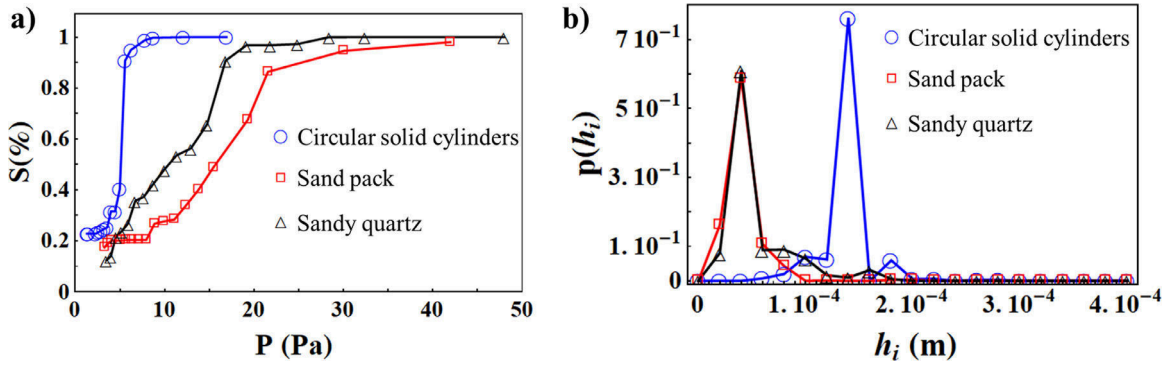 a)
S(%)
1
0.8
0.6
0.4
0.2
0
0
10
20
30
40
50
P (Pa)
Circular solid cylinders
Sand pack
Sandy quartz
b)
p(hᵢ)
7 10⁻¹
5 10⁻¹
3. 10⁻¹
1 10⁻¹
0
0
1. 10⁻⁴
2. 10⁻⁴
3. 10⁻⁴
4. 10⁻⁴
hᵢ (m)
Circular solid cylinders
Sand pack
Sandy quartz